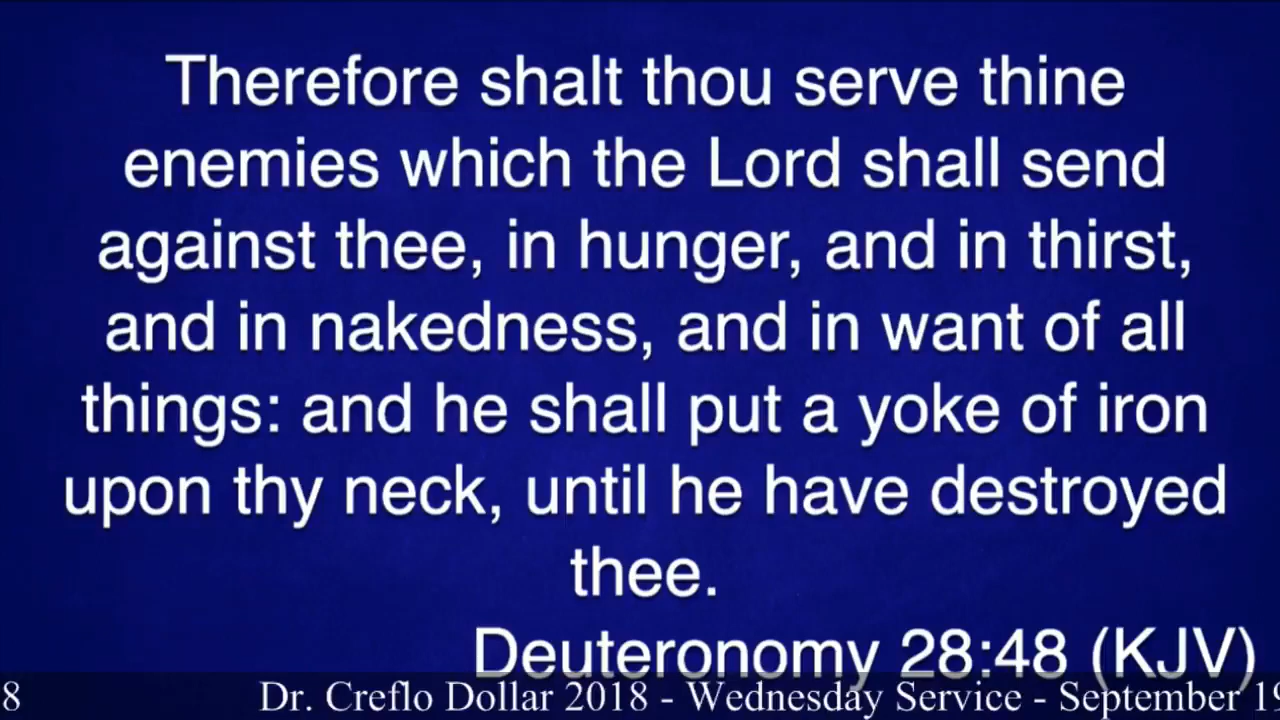 Therefore shalt thou serve thine
enemies which the Lord shall send
against thee, in hunger, and in thirst,
and in nakedness, and in want of all
things: and he shall put a yoke of iron
upon thy neck, until he have destroyed
thee.
Deuteronomy 28:48 (KJV)
8 Dr. Creflo Dollar 2018 - Wednesday Service - September 19